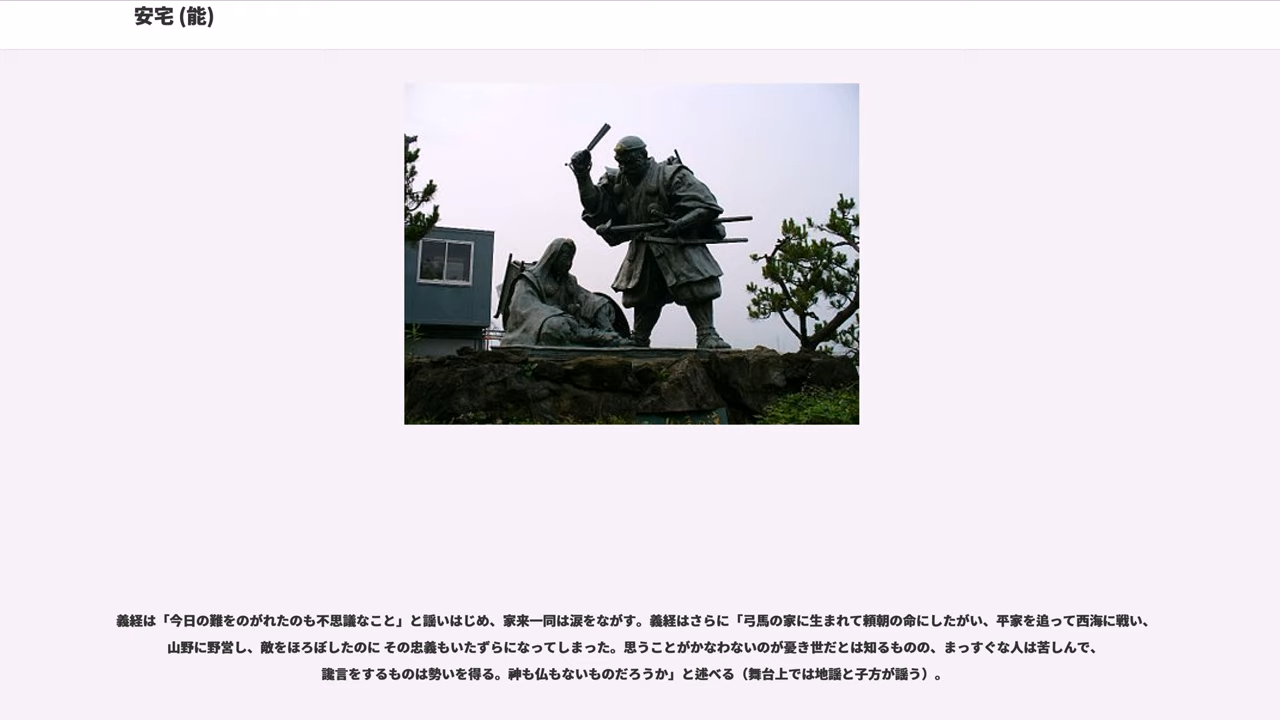 安宅 (能)
義経は「今日の難をのがれたのも不思議なこと」と謡いはじめ、家来一同は涙をながす。義経はさらに「弓馬の家に生まれて頼朝の命にしたがい、平家を追って西海に戦い、
山野に野営し、敵をほろぼしたのに その忠義もいたずらになってしまった。思うことがかなわないのが憂き世だとは知るものの、まっすぐな人は苦しんで、
讒言をするものは勢いを得る。神も仏もないものだろうか」と述べる（舞台上では地謡と子方が謡う）。